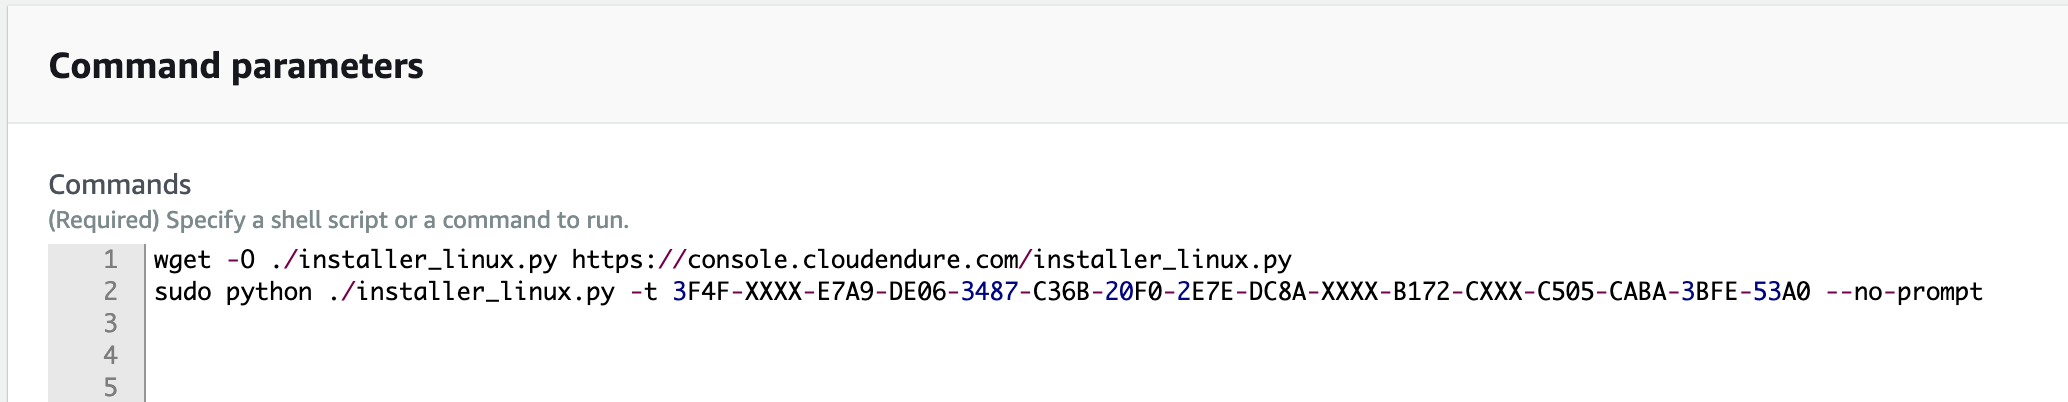 Command parameters
Commands
(Required) Specify a shell script or a command to run.
1 wget -O ./installer_linux.py https://console.cloudendure.com/installer_linux.py
2 sudo python ./installer_linux.py -t 3F4F-XXXX-E7A9-DE06-3487-C36B-20F0-2E7E-DC8A-XXXX-B172-CXXX-C505-CABA-3BFE-53A0 --no-prompt
3
4
5